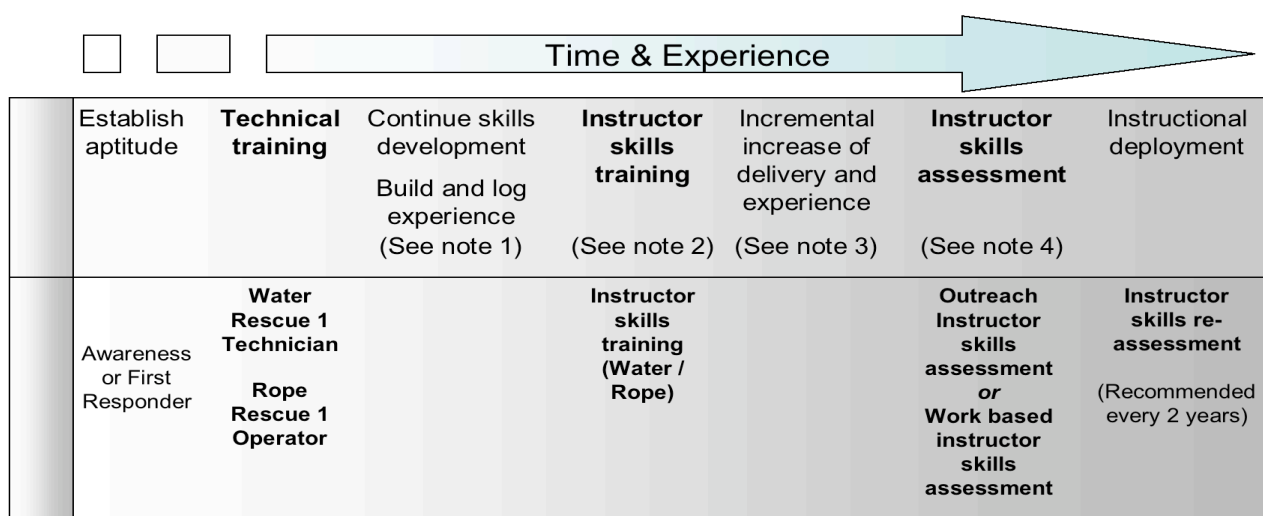 Time & Experience
Establish
aptitude
Technical
training
Continue skills
development
Build and log
experience
(See note 1)
Instructor
skills
training
(See note 2)
Incremental
increase of
delivery and
experience
(See note 3)
Instructor
skills
assessment
(See note 4)
Instructional
deployment
Awareness
or First
Responder
Water
Rescue 1
Technician
Rope
Rescue 1
Operator
Instructor
skills
training
(Water /
Rope)
Outreach
Instructor
skills
assessment
or
Work based
instructor
skills
assessment
Instructor
skills re-
assessment
(Recommended
every 2 years)